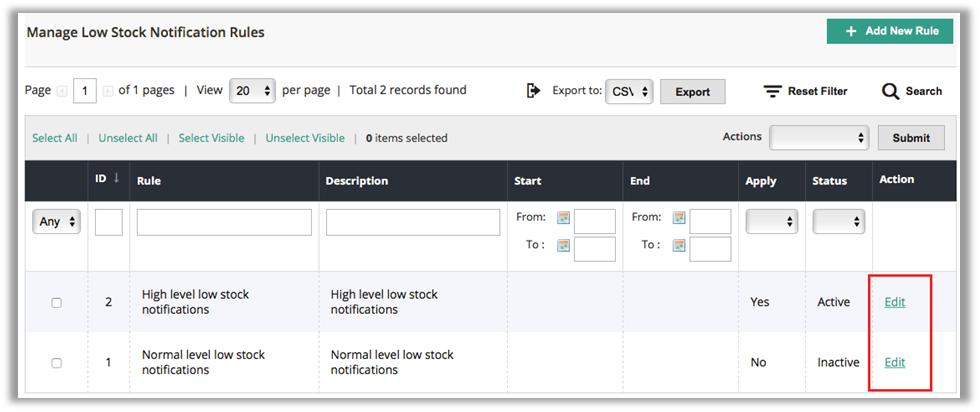 Manage Low Stock Notification Rules
+ Add New Rule
Page 1 of 1 pages | View 20 per page | Total 2 records found Export to: CSV Export Reset Filter Search
Select All | Unselect All | Select Visible | Unselect Visible | 0 items selected Actions Submit
ID ↓ Rule Description Start End Apply Status Action
Any From: From:
To : To :
2 High level low stock High level low stock Yes Active Edit
notifications notifications
1 Normal level low stock Normal level low stock No Inactive Edit
notifications notifications